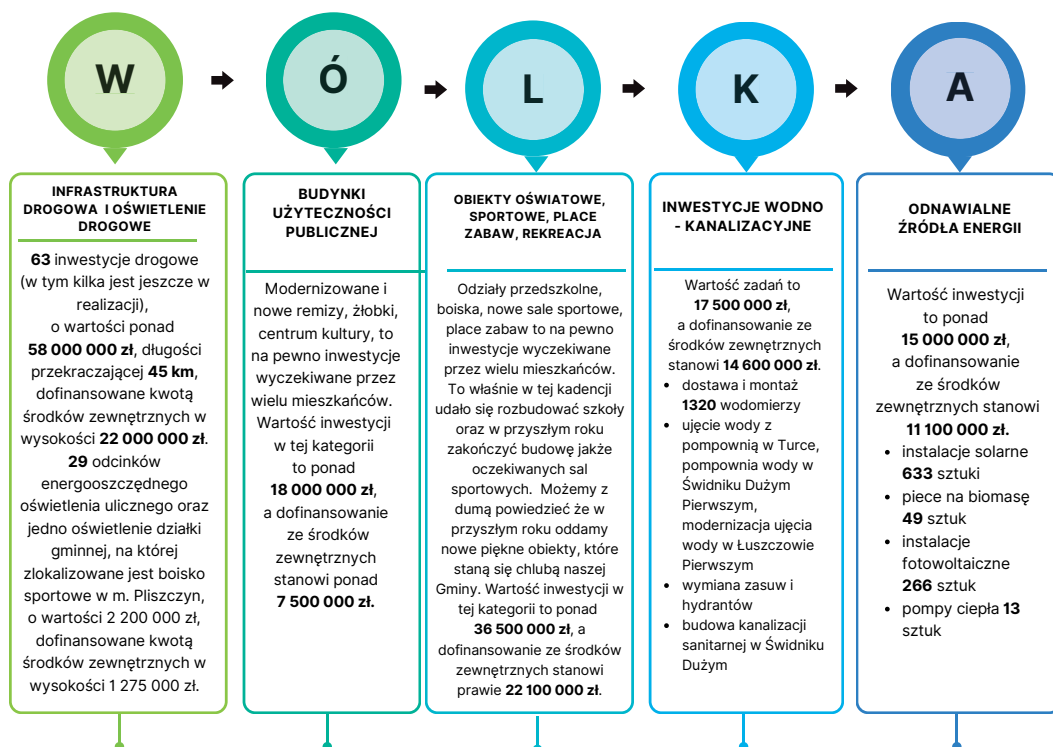 W
Ó
L
K
A
INFRASTRUKTURA
DROGOWA I OŚWIETLENIE
DROGOWE
63 inwestycje drogowe
(w tym kilka jest jeszcze w
realizacji),
o wartości ponad
58 000 000 zł, długości
przekraczającej 45 km,
dofinansowane kwotą
środków zewnętrznych w
wysokości 22 000 000 zł.
29 odcinków
energooszczędnego
oświetlenia ulicznego oraz
jedno oświetlenie działki
gminnej, na której
zlokalizowane jest boisko
sportowe w m. Pliszczyn,
o wartości 2 200 000 zł,
dofinansowane kwotą
środków zewnętrznych w
wysokości 1 275 000 zł.
BUDYNKI
UŻYTECZNOŚCI
PUBLICZNEJ
Modernizowane i
nowe remizy, żłobki,
centrum kultury, to
na pewno inwestycje
wyczekiwane przez
wielu mieszkańców.
Wartość inwestycji
w tej kategorii
to ponad
18 000 000 zł,
a dofinansowanie
ze środków
zewnętrznych
stanowi ponad
7 500 000 zł.
OBIEKTY OŚWIATOWE,
SPORTOWE, PLACE
ZABAW, REKREACJA
Odziały przedszkolne,
boiska, nowe sale sportowe,
place zabaw to na pewno
inwestycje wyczekiwane
przez wielu mieszkańców.
To właśnie w tej kadencji
udało się rozbudować szkoły
oraz w przyszłym roku
zakończyć budowę jakże
oczekiwanych sal
sportowych. Możemy z
dumą powiedzieć że w
przyszłym roku oddamy
nowe piękne obiekty, które
staną się chlubą naszej
Gminy. Wartość inwestycji w
tej kategorii to ponad
36 500 000 zł, a
dofinansowanie ze środków
zewnętrznych stanowi
prawie 22 100 000 zł.
INWESTYCJE WODNO
- KANALIZACYJNE
Wartość zadań to
17 500 000 zł,
a dofinansowanie ze
środków zewnętrznych
stanowi 14 600 000 zł.
• dostawa i montaż
1320 wodomierzy
• ujęcie wody z
pompownią w Turce,
pompownia wody w
Świdniku Dużym
Pierwszym,
modernizacja ujęcia
wody w Łuszczowie
Pierwszym
• wymiana zasuw i
hydrantów
• budowa kanalizacji
sanitarnej w Świdniku
Dużym
ODNAWIALNE
ŹRÓDŁA ENERGII
Wartość inwestycji
to ponad
15 000 000 zł,
a dofinansowanie
ze środków
zewnętrznych stanowi
11 100 000 zł.
• instalacje solarne
633 sztuki
• piece na biomasę
49 sztuk
• instalacje
fotowoltaiczne
266 sztuk
• pompy ciepła 13
sztuk